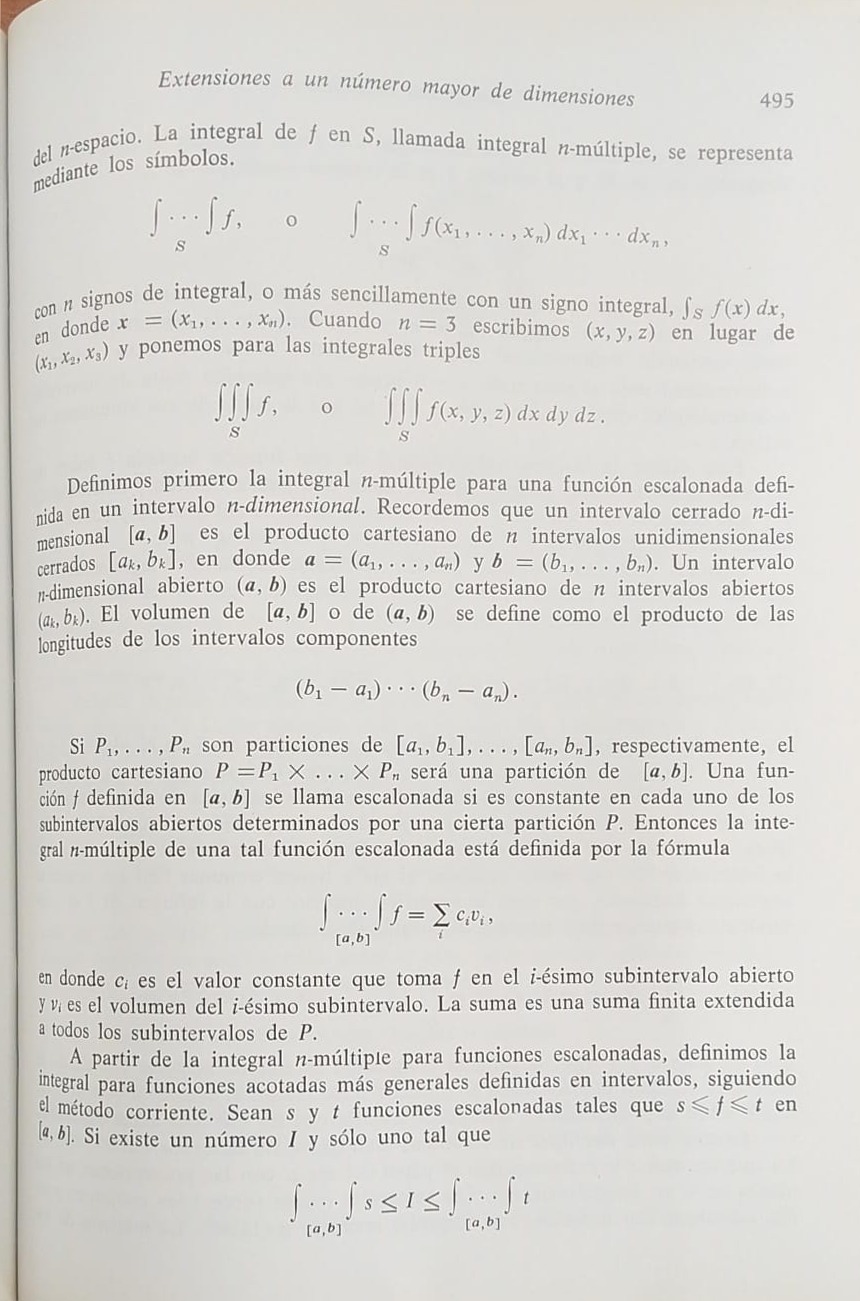 Extensiones a un número mayor de dimensiones 495
del n-espacio. La integral de f en S, llamada integral n-múltiple, se representa
mediante los símbolos.
∫ ··· ∫ f, o ∫ ··· ∫ f(x₁, . . . , xₙ) dx₁ ··· dxₙ,
S S
con n signos de integral, o más sencillamente con un signo integral, ∫S f(x) dx,
en donde x = (x₁, . . . , xₙ). Cuando n = 3 escribimos (x, y, z) en lugar de
(x₁, x₂, x₃) y ponemos para las integrales triples
∫∫∫ f, o ∫∫∫ f(x, y, z) dx dy dz.
S S
Definimos primero la integral n-múltiple para una función escalonada defi-
nida en un intervalo n-dimensional. Recordemos que un intervalo cerrado n-di-
mensional [a, b] es el producto cartesiano de n intervalos unidimensionales
cerrados [aₖ, bₖ], en donde a = (a₁, . . . , aₙ) y b = (b₁, . . . , bₙ). Un intervalo
n-dimensional abierto (a, b) es el producto cartesiano de n intervalos abiertos
(aₖ, bₖ). El volumen de [a, b] o de (a, b) se define como el producto de las
longitudes de los intervalos componentes
(b₁ − a₁) ··· (bₙ − aₙ).
Si P₁, . . . , Pₙ son particiones de [a₁, b₁], . . . , [aₙ, bₙ], respectivamente, el
producto cartesiano P = P₁ × . . . × Pₙ será una partición de [a, b]. Una fun-
ción f definida en [a, b] se llama escalonada si es constante en cada uno de los
subintervalos abiertos determinados por una cierta partición P. Entonces la inte-
gral n-múltiple de una tal función escalonada está definida por la fórmula
∫ ··· ∫ f = ∑ cᵢvᵢ,
[a,b] i
en donde cᵢ es el valor constante que toma f en el i-ésimo subintervalo abierto
y vᵢ es el volumen del i-ésimo subintervalo. La suma es una suma finita extendida
a todos los subintervalos de P.
A partir de la integral n-múltiple para funciones escalonadas, definimos la
integral para funciones acotadas más generales definidas en intervalos, siguiendo
el método corriente. Sean s y t funciones escalonadas tales que s ⩽ f ⩽ t en
[a, b]. Si existe un número I y sólo uno tal que
∫ ··· ∫ s ≤ I ≤ ∫ ··· ∫ t
[a,b] [a,b]